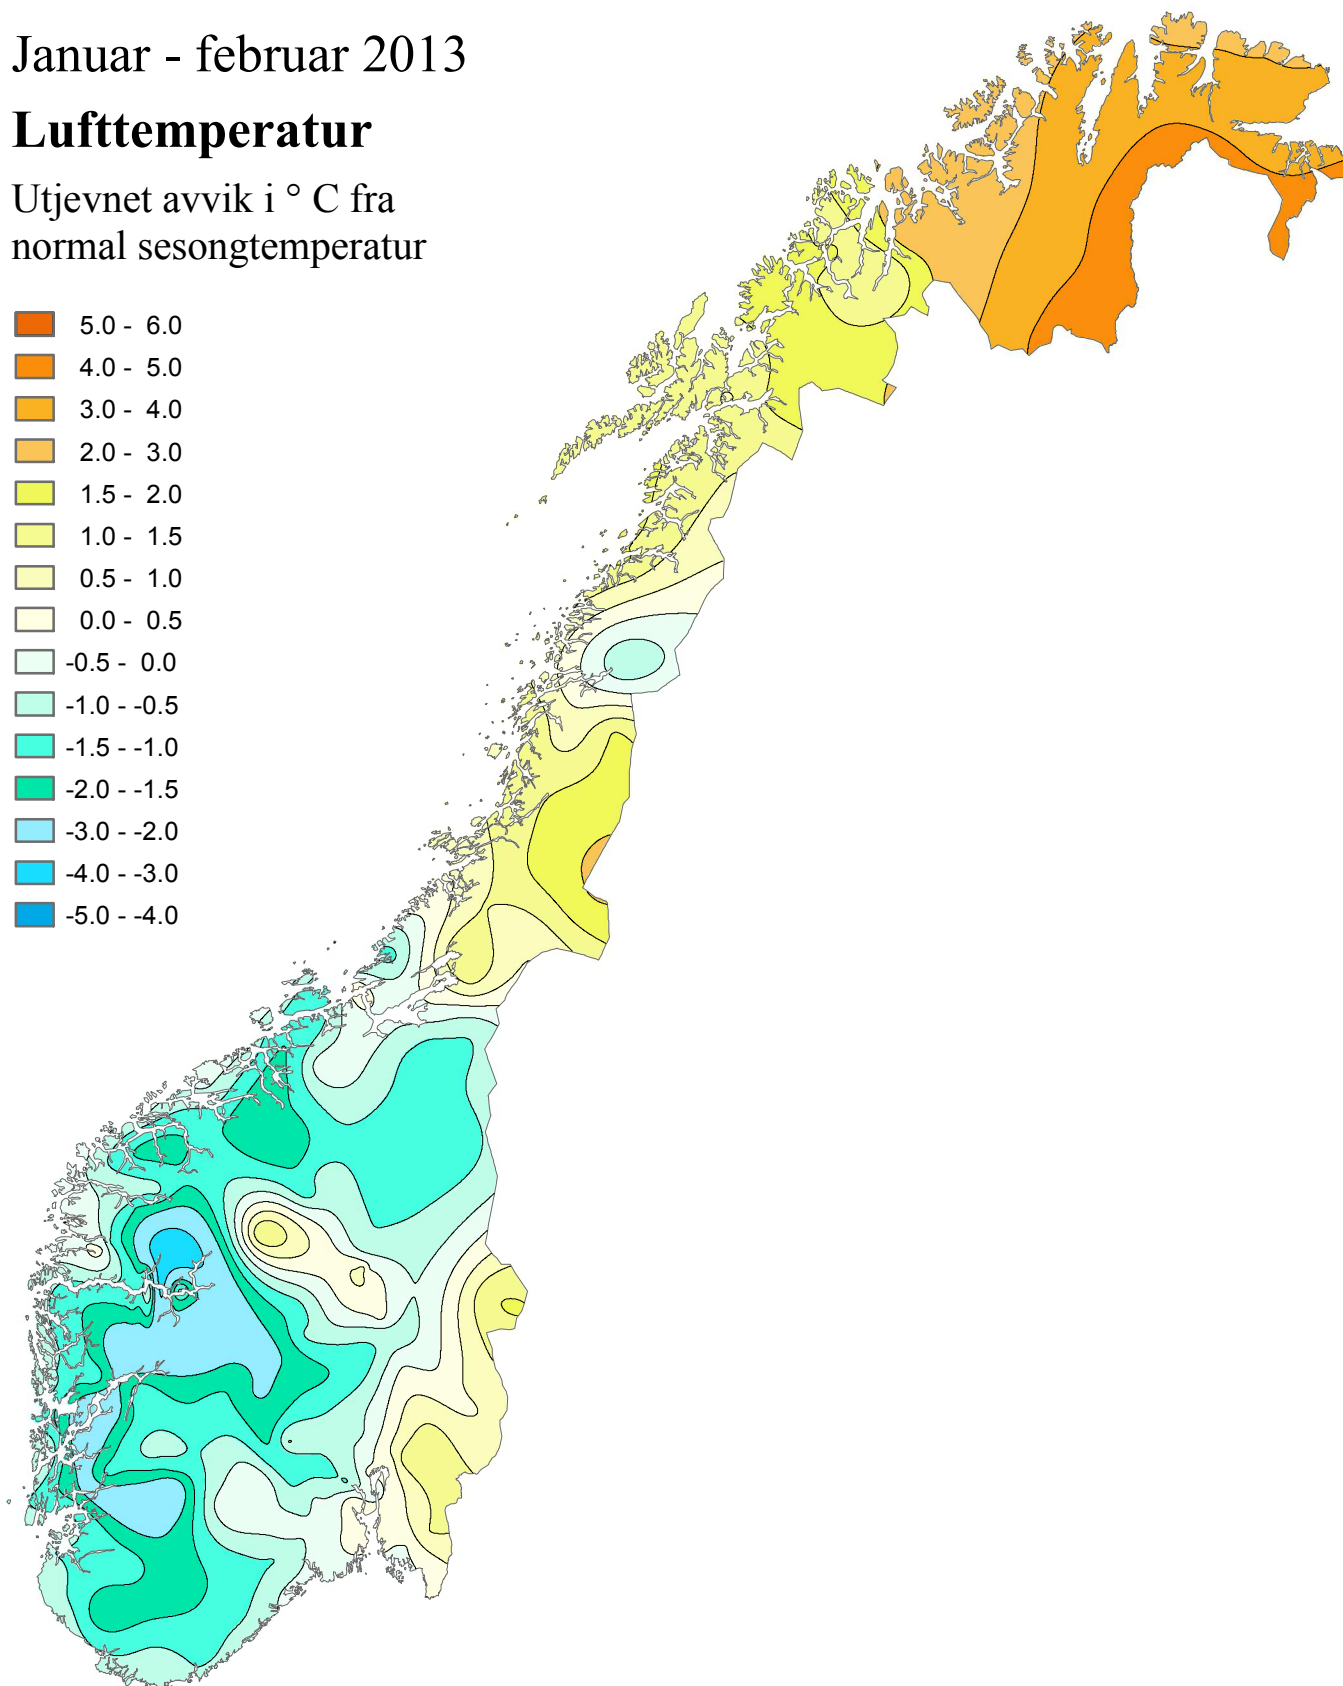 Januar - februar 2013
Lufttemperatur
Utjevnet avvik i ° C fra
normal sesongtemperatur
5.0 - 6.0
4.0 - 5.0
3.0 - 4.0
2.0 - 3.0
1.5 - 2.0
1.0 - 1.5
0.5 - 1.0
0.0 - 0.5
-0.5 - 0.0
-1.0 - -0.5
-1.5 - -1.0
-2.0 - -1.5
-3.0 - -2.0
-4.0 - -3.0
-5.0 - -4.0